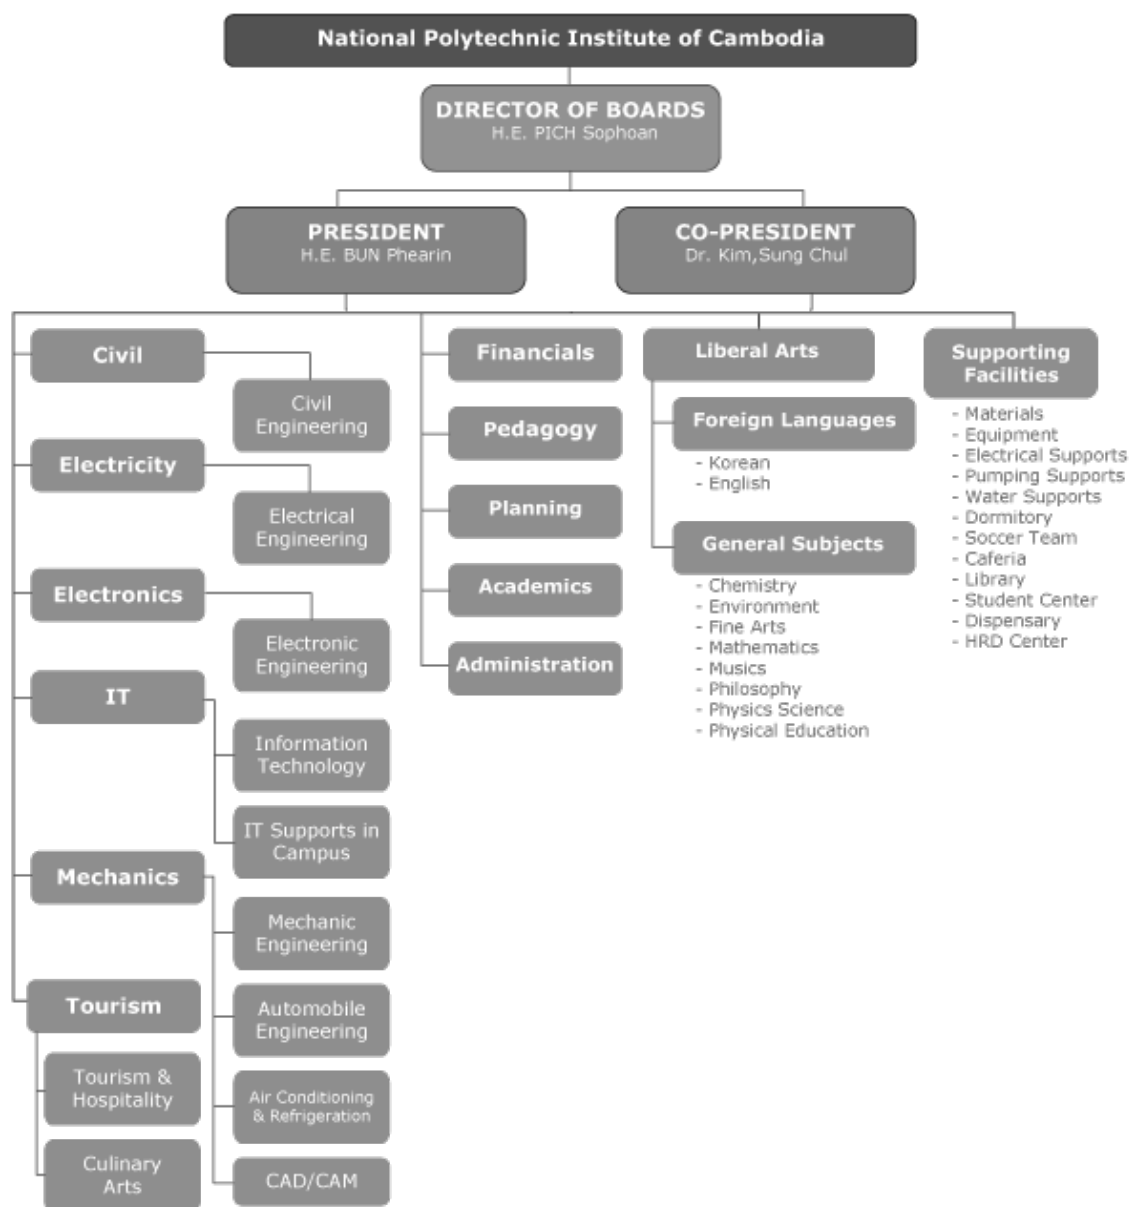 National Polytechnic Institute of Cambodia
DIRECTOR OF BOARDS
H.E. PICH Sophoan
PRESIDENT
H.E. BUN Phearin
CO-PRESIDENT
Dr. Kim,Sung Chul
Civil
Civil
Engineering
Electricity
Electrical
Engineering
Electronics
Electronic
Engineering
IT
Information
Technology
IT Supports in
Campus
Mechanics
Mechanic
Engineering
Automobile
Engineering
Air Conditioning
& Refrigeration
CAD/CAM
Tourism
Tourism &
Hospitality
Culinary
Arts
Financials
Pedagogy
Planning
Academics
Administration
Liberal Arts
Foreign Languages
- Korean
- English
General Subjects
- Chemistry
- Environment
- Fine Arts
- Mathematics
- Musics
- Philosophy
- Physics Science
- Physical Education
Supporting
Facilities
- Materials
- Equipment
- Electrical Supports
- Pumping Supports
- Water Supports
- Dormitory
- Soccer Team
- Caferia
- Library
- Student Center
- Dispensary
- HRD Center